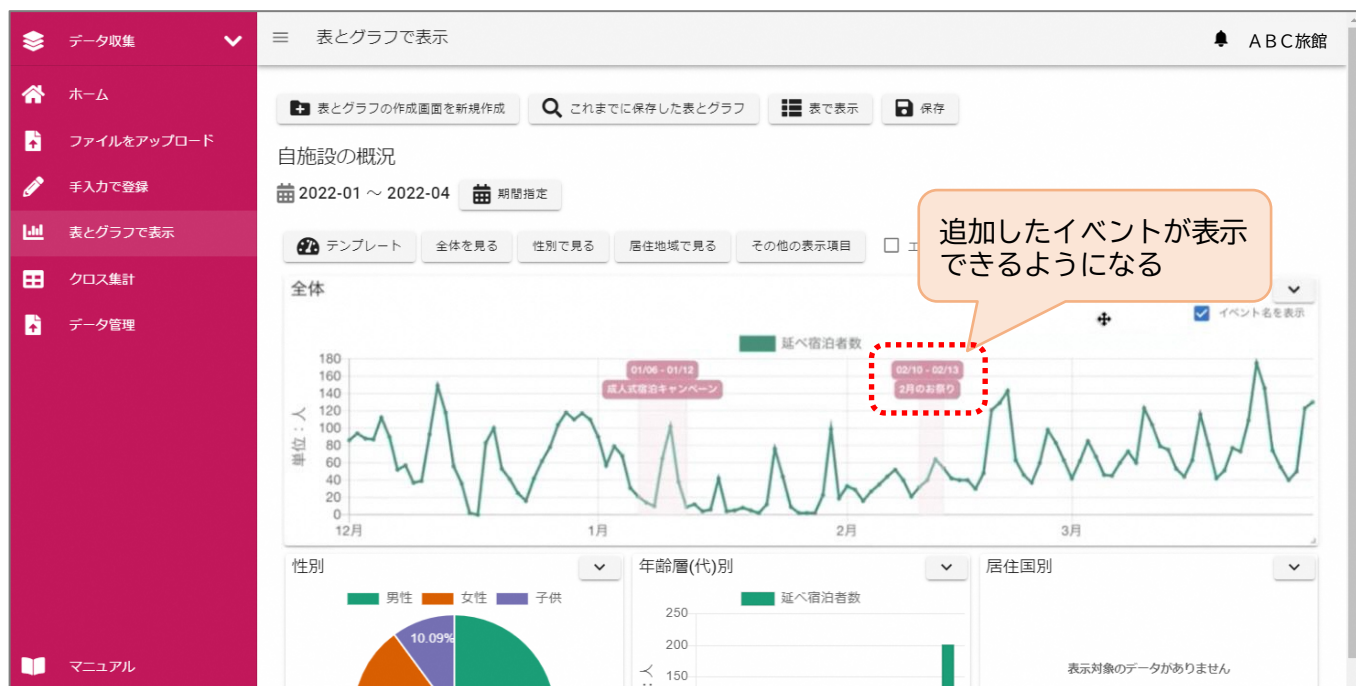 データ収集
ホーム
ファイルをアップロード
手入力で登録
表とグラフで表示
クロス集計
データ管理
マニュアル
表とグラフで表示
ABC旅館
表とグラフの作成画面を新規作成
これまでに保存した表とグラフ
表で表示
保存
自施設の概況
2022-01 ～ 2022-04
期間指定
テンプレート
全体を見る
性別で見る
居住地域で見る
その他の表示項目
追加したイベントが表示
できるようになる
全体
イベント名を表示
延べ宿泊者数
単位：人
180
160
140
120
100
80
60
40
20
0
01/06 - 01/12
成人式宿泊キャンペーン
02/10 - 02/13
2月のお祭り
12月
1月
2月
3月
性別
男性
女性
子供
10.09%
年齢層(代)別
延べ宿泊者数
250
200
150
：人
居住国別
表示対象のデータがありません